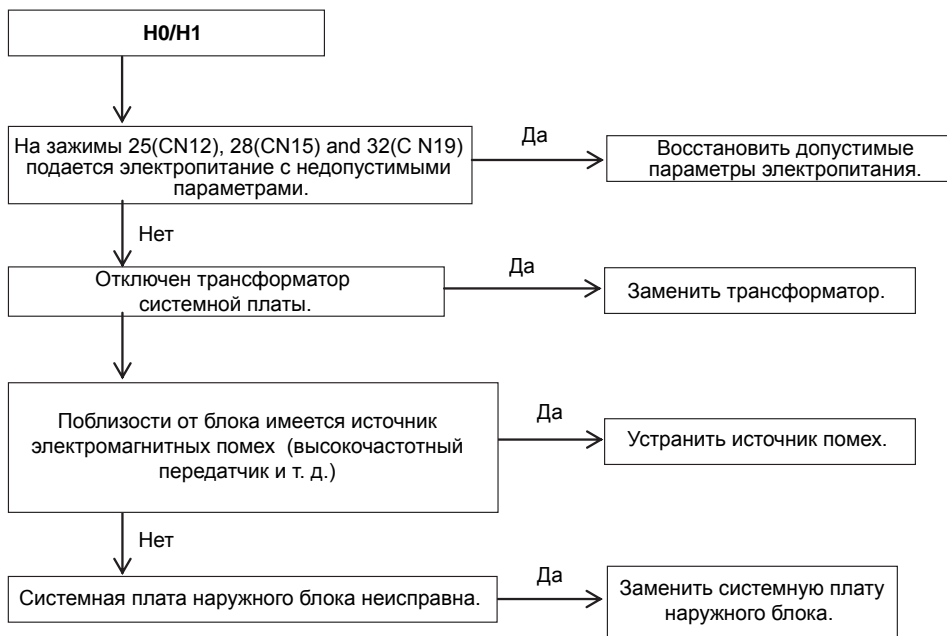 H0/H1
На зажимы 25(CN12), 28(CN15) and 32(C N19)
подается электропитание с недопустимыми
параметрами.
Да
Восстановить допустимые
параметры электропитания.
Нет
Отключен трансформатор
системной платы.
Да
Заменить трансформатор.
Поблизости от блока имеется источник
электромагнитных помех (высокочастотный
передатчик и т. д.)
Да
Устранить источник помех.
Нет
Системная плата наружного блока неисправна.
Да
Заменить системную плату
наружного блока.